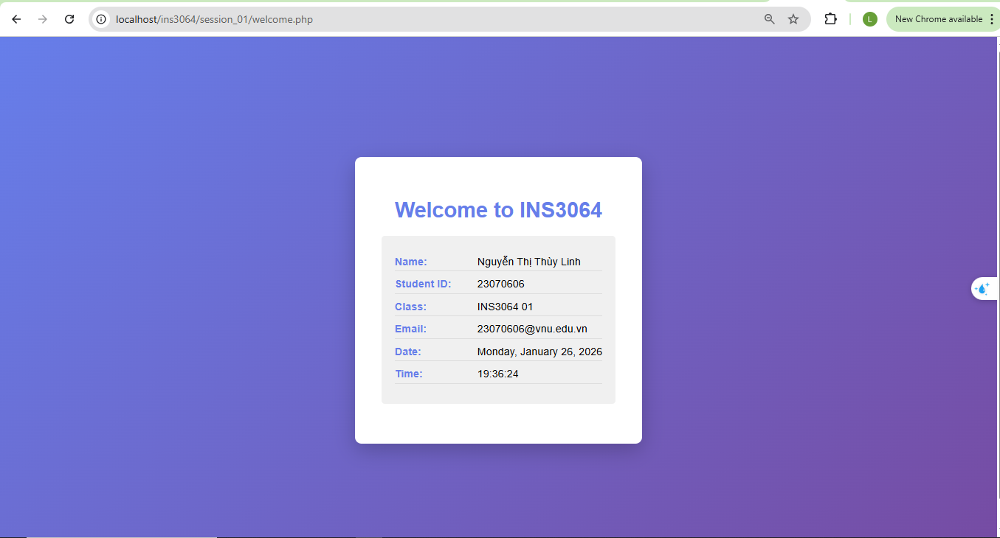 localhost/ins3064/session_01/welcome.php
L
New Chrome available
Welcome to INS3064
Name: Nguyễn Thị Thùy Linh
Student ID: 23070606
Class: INS3064 01
Email: 23070606@vnu.edu.vn
Date: Monday, January 26, 2026
Time: 19:36:24